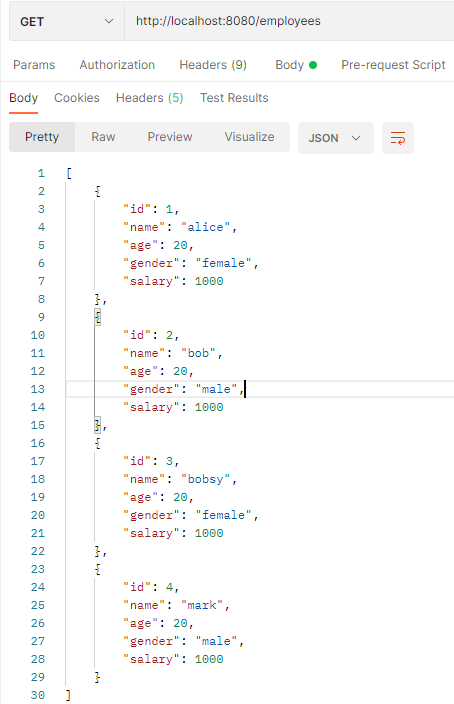 GET http://localhost:8080/employees
Params Authorization Headers (9) Body Pre-request Script
Body Cookies Headers (5) Test Results
Pretty Raw Preview Visualize JSON
1 [
2 {
3 "id": 1,
4 "name": "alice",
5 "age": 20,
6 "gender": "female",
7 "salary": 1000
8 },
9 {
10 "id": 2,
11 "name": "bob",
12 "age": 20,
13 "gender": "male",
14 "salary": 1000
15 },
16 {
17 "id": 3,
18 "name": "bobsy",
19 "age": 20,
20 "gender": "female",
21 "salary": 1000
22 },
23 {
24 "id": 4,
25 "name": "mark",
26 "age": 20,
27 "gender": "male",
28 "salary": 1000
29 }
30 ]